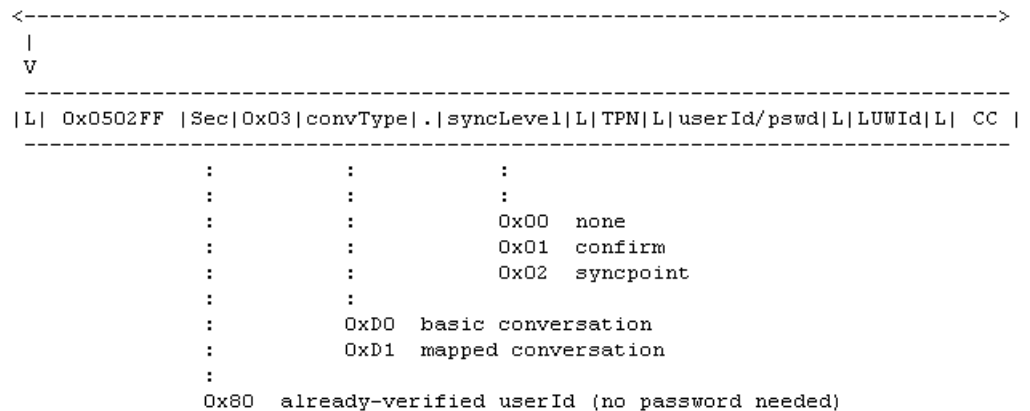 <---------------------------------------------------------------------------->
|
V
-----------------------------------------------------------------------------
|L| 0x0502FF |Sec|0x03|convType|.|syncLevel|L|TPN|L|userId/pswd|L|LUWId|L| CC |
-----------------------------------------------------------------------------
: : :
: : :
: : 0x00 none
: : 0x01 confirm
: : 0x02 syncpoint
: :
: 0xD0 basic conversation
: 0xD1 mapped conversation
:
0x80 already-verified userId (no password needed)